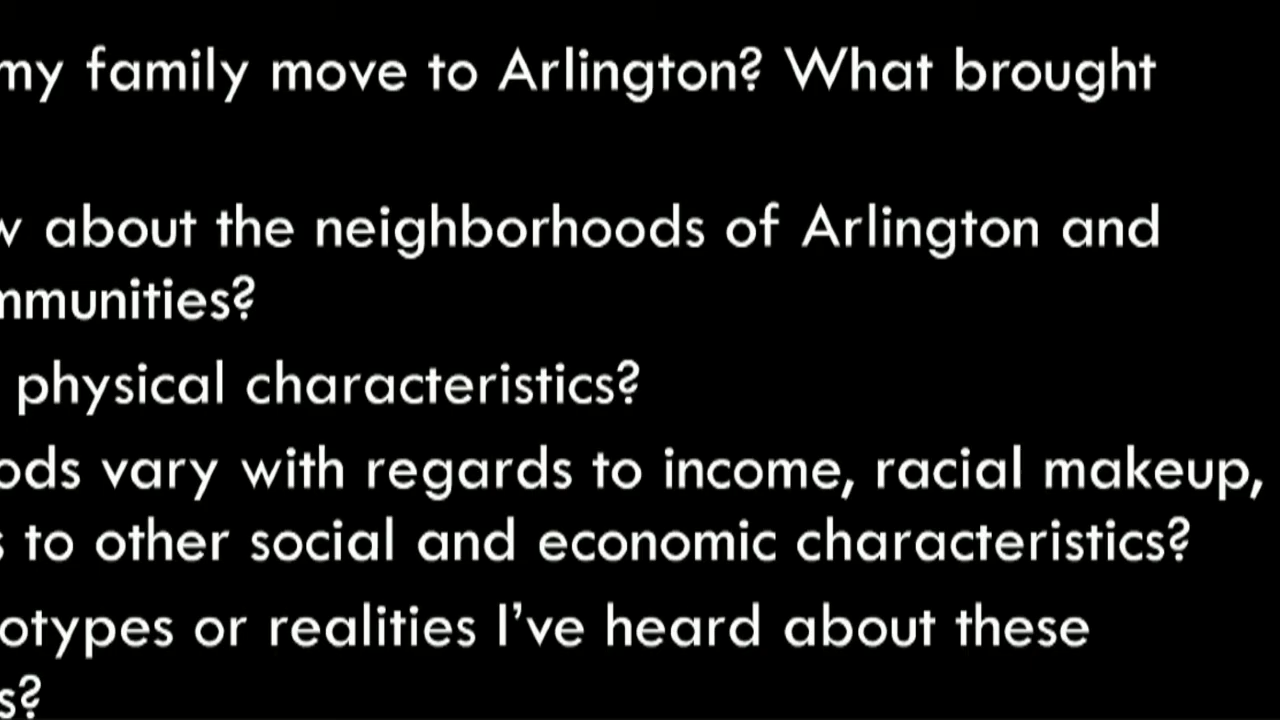 my family move to Arlington? What brought
about the neighborhoods of Arlington and
mmunities?
physical characteristics?
ods vary with regards to income, racial makeup,
s to other social and economic characteristics?
otypes or realities I've heard about these
s?